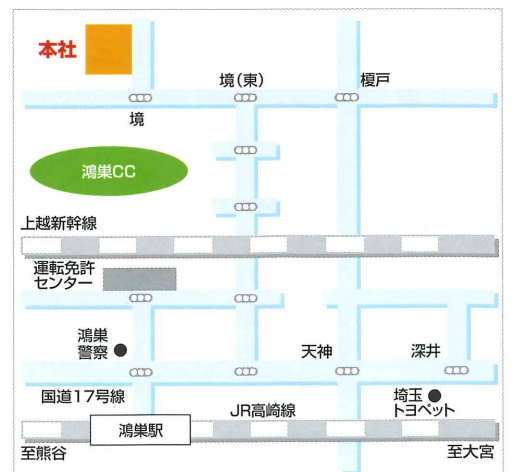 本社
境（東）
榎戸
境
鴻巣CC
上越新幹線
運転免許
センター
鴻巣
警察
天神
深井
国道17号線
埼玉
トヨペット
JR高崎線
鴻巣駅
至熊谷
至大宮